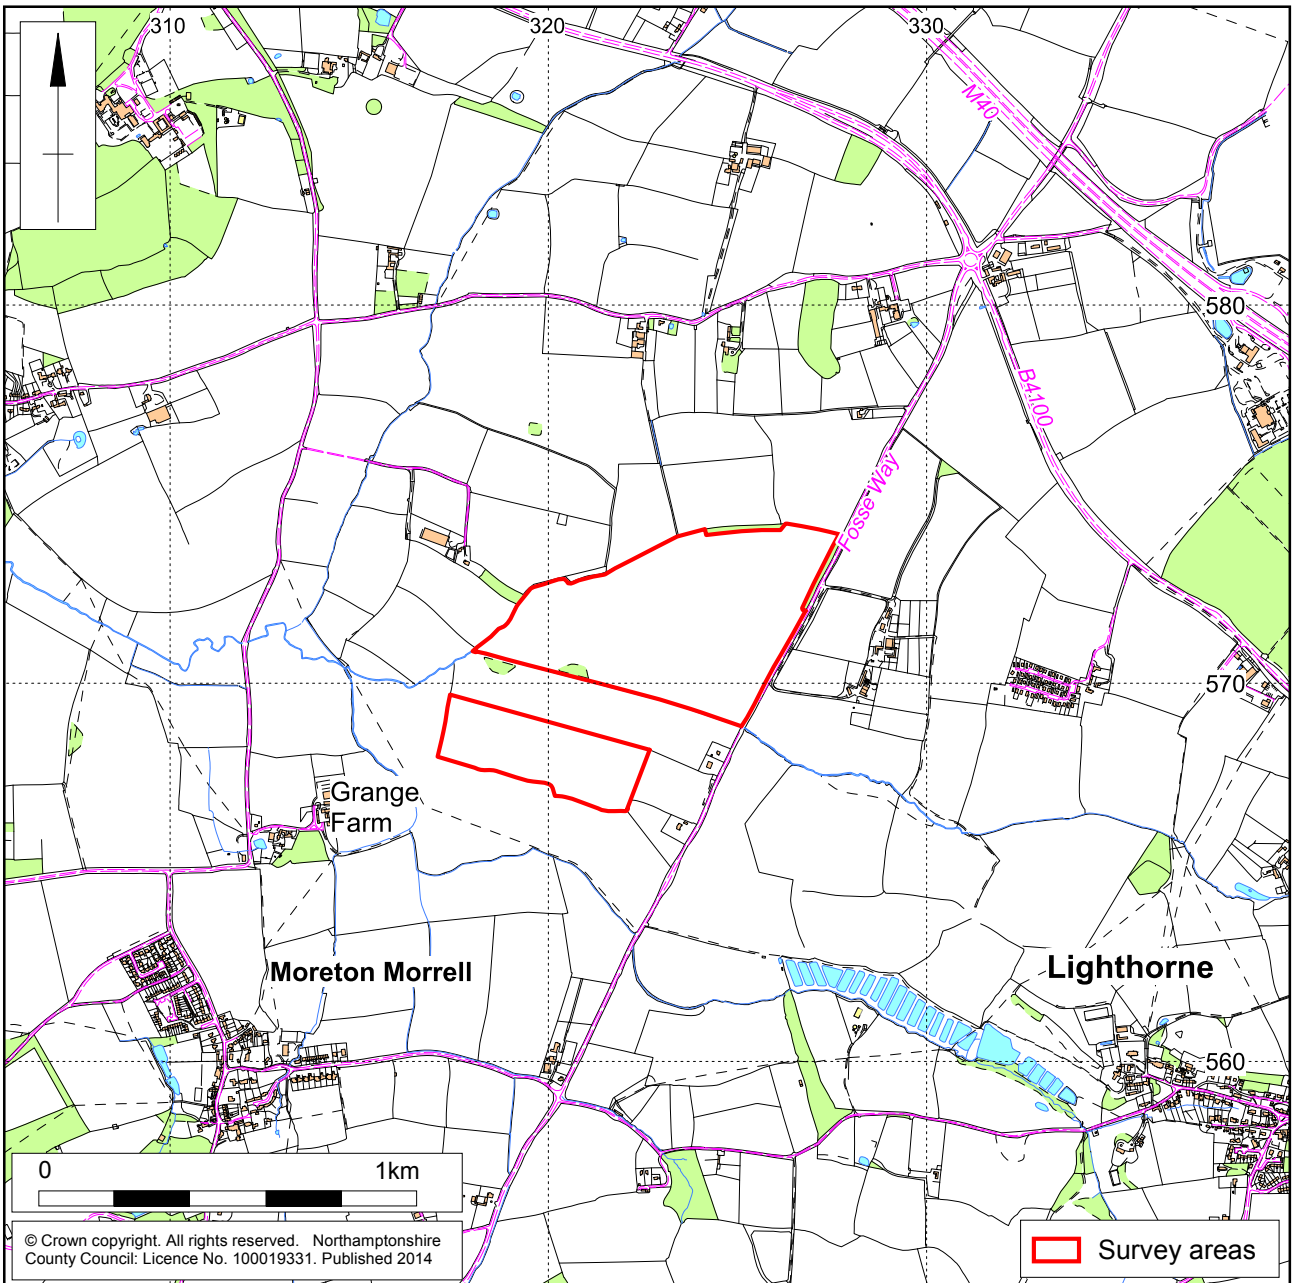 310
320
330
M40
580
B4100
Fosse Way
570
Grange
Farm
Moreton Morrell
Lighthorne
560
0 1km
© Crown copyright. All rights reserved. Northamptonshire
County Council: Licence No. 100019331. Published 2014
Survey areas